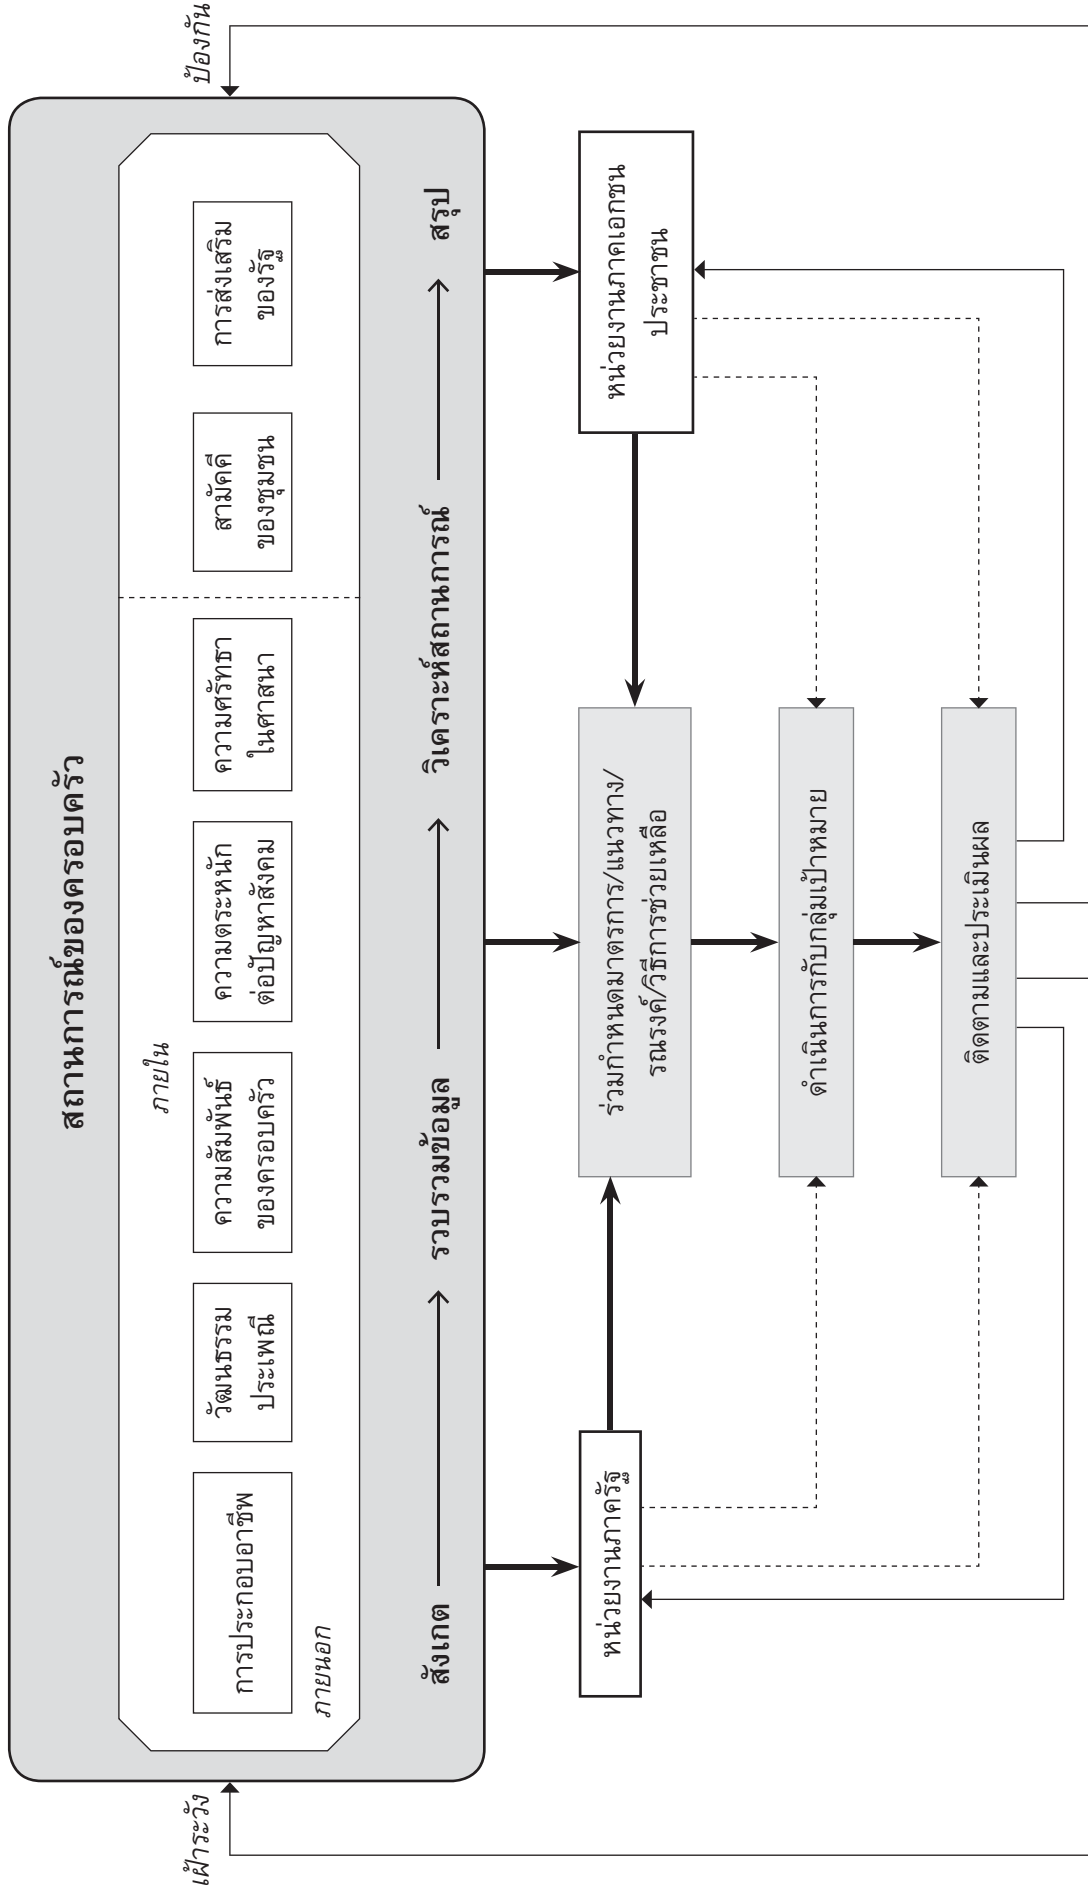 สถานการณ์ของครอบครัว
เฝ้าระวัง
ป้องกัน
ภายใน
การประกอบอาชีพ
วัฒนธรรม
ประเพณี
ความสัมพันธ์
ของครอบครัว
ความตระหนัก
ต่อปัญหาสังคม
ความศรัทธา
ในศาสนา
สามัคคี
ของชุมชน
การส่งเสริม
ของรัฐ
ภายนอก
สังเกต
รวบรวมข้อมูล
วิเคราะห์สถานการณ์
สรุป
หน่วยงานภาครัฐ
ร่วมกำหนดมาตรการ/แนวทาง/
รณรงค์/วิธีการช่วยเหลือ
หน่วยงานภาคเอกชน
ประชาชน
ดำเนินการกับกลุ่มเป้าหมาย
ติดตามและประเมินผล